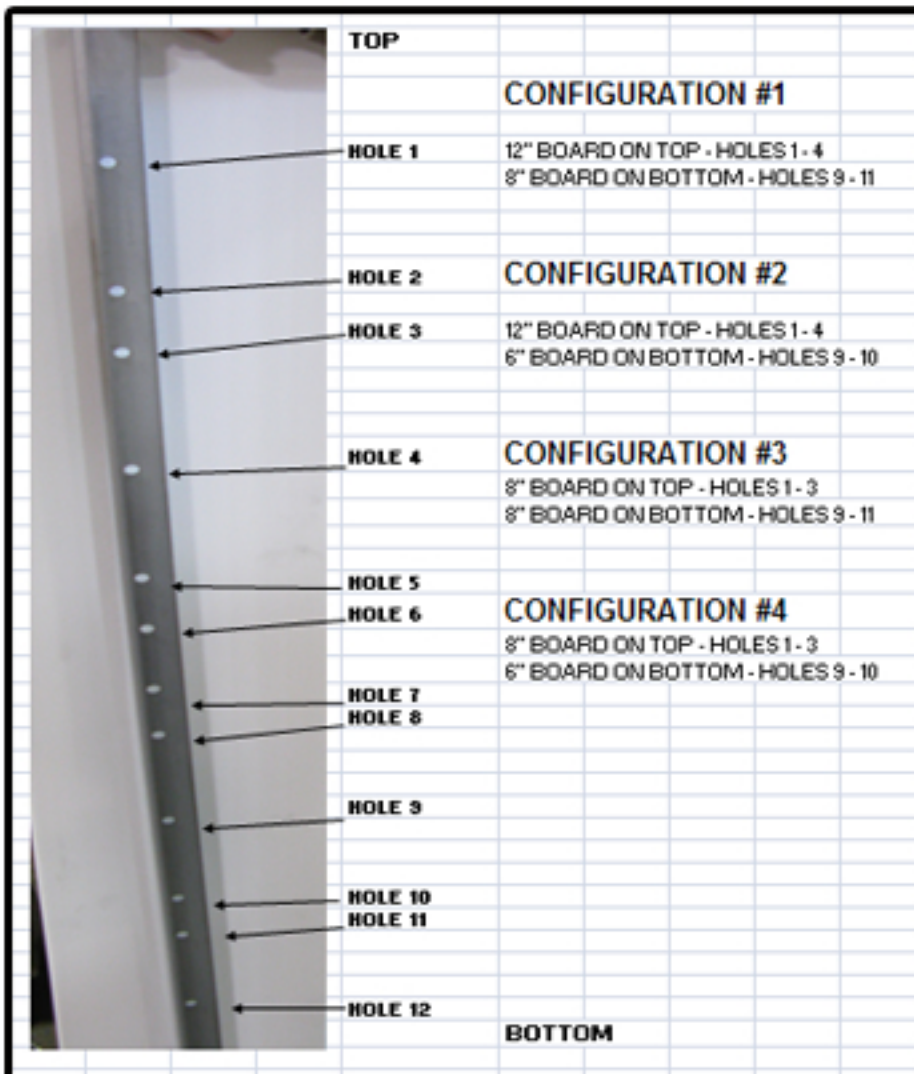 TOP
CONFIGURATION #1
HOLE 1
12" BOARD ON TOP - HOLES 1 - 4
8" BOARD ON BOTTOM - HOLES 9 - 11
HOLE 2
CONFIGURATION #2
HOLE 3
12" BOARD ON TOP - HOLES 1 - 4
6" BOARD ON BOTTOM - HOLES 9 - 10
HOLE 4
CONFIGURATION #3
8" BOARD ON TOP - HOLES 1 - 3
8" BOARD ON BOTTOM - HOLES 9 - 11
HOLE 5
HOLE 6
CONFIGURATION #4
8" BOARD ON TOP - HOLES 1 - 3
6" BOARD ON BOTTOM - HOLES 9 - 10
HOLE 7
HOLE 8
HOLE 9
HOLE 10
HOLE 11
HOLE 12
BOTTOM